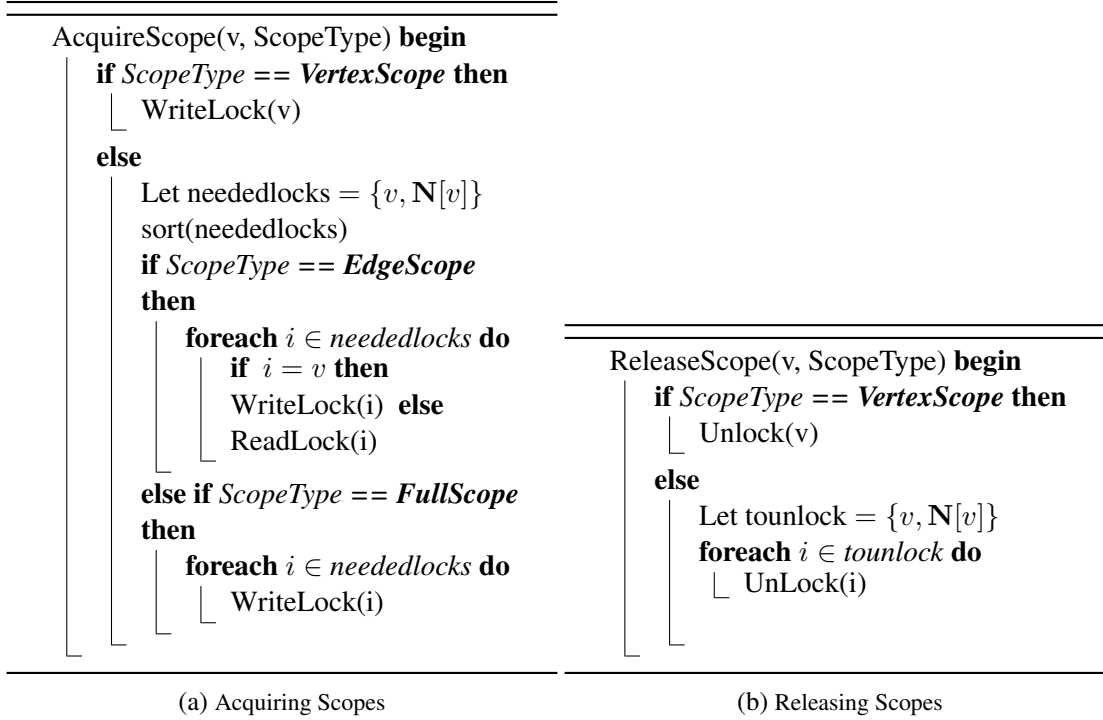 AcquireScope(v, ScopeType) begin
if ScopeType == VertexScope then
WriteLock(v)
else
Let neededlocks = {v, N[v]}
sort(neededlocks)
if ScopeType == EdgeScope
then
foreach i ∈ neededlocks do
if i = v then
WriteLock(i) else
ReadLock(i)
else if ScopeType == FullScope
then
foreach i ∈ neededlocks do
WriteLock(i)
(a) Acquiring Scopes
ReleaseScope(v, ScopeType) begin
if ScopeType == VertexScope then
Unlock(v)
else
Let tounlock = {v, N[v]}
foreach i ∈ tounlock do
UnLock(i)
(b) Releasing Scopes